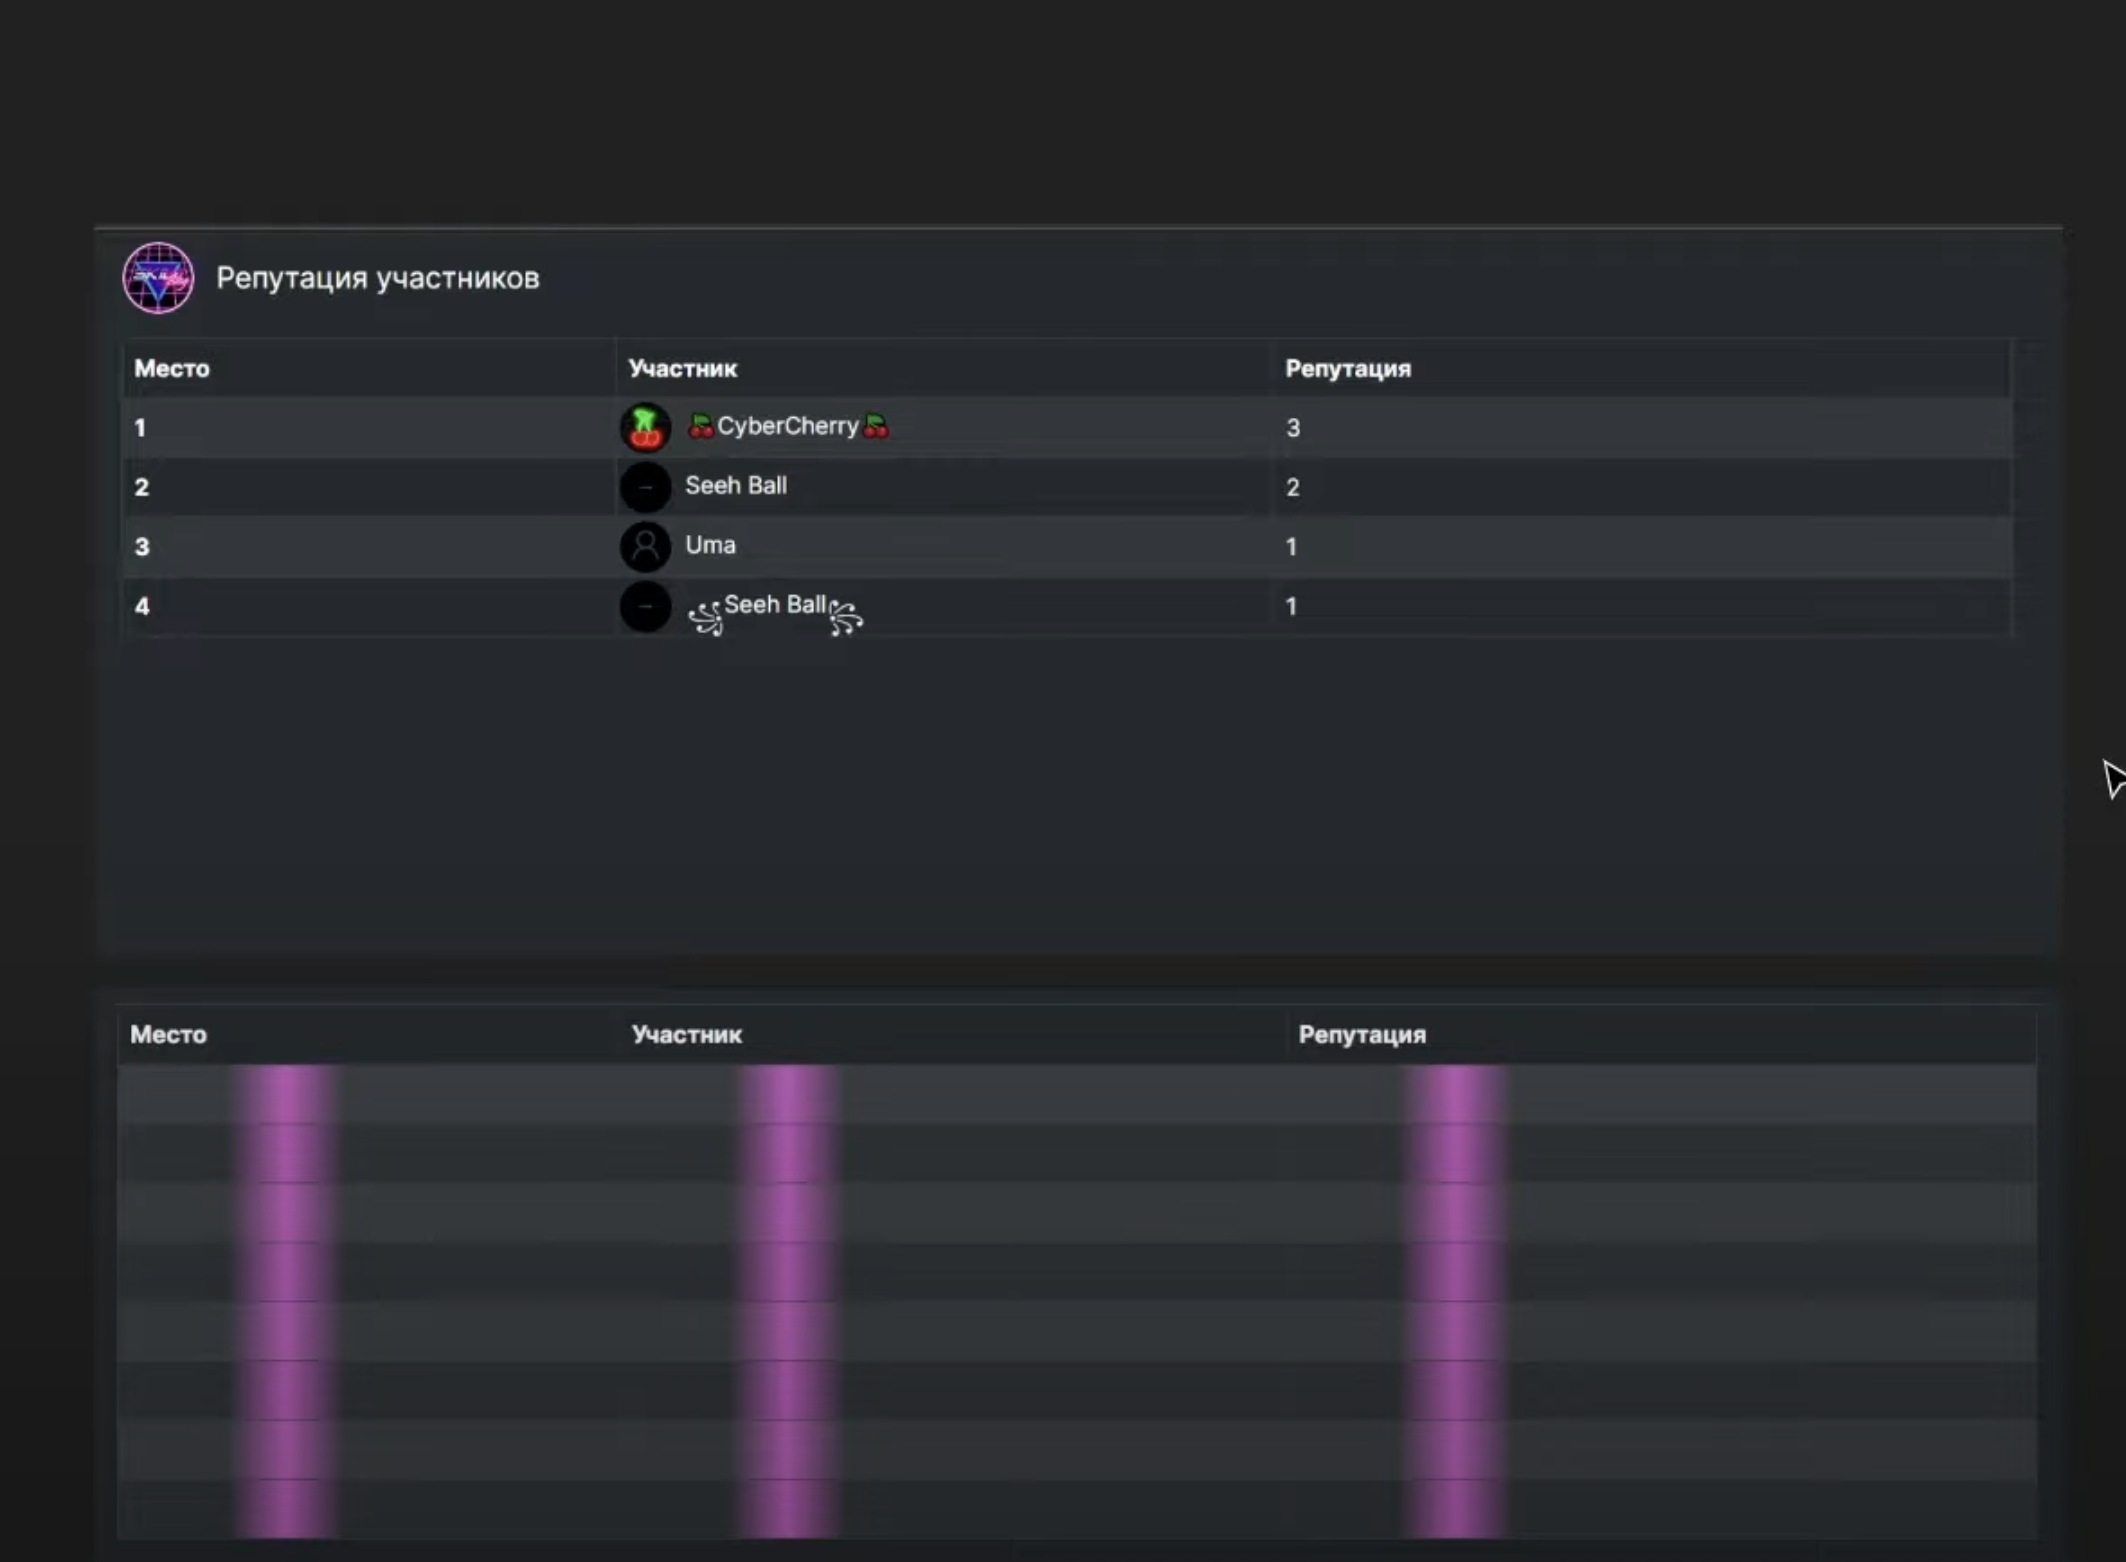 Репутация участников
Место Участник Репутация
1 🍒CyberCherry🍒 3
2 Seeh Ball 2
3 Uma 1
4 ꧁Seeh Ball꧂ 1
Место Участник Репутация